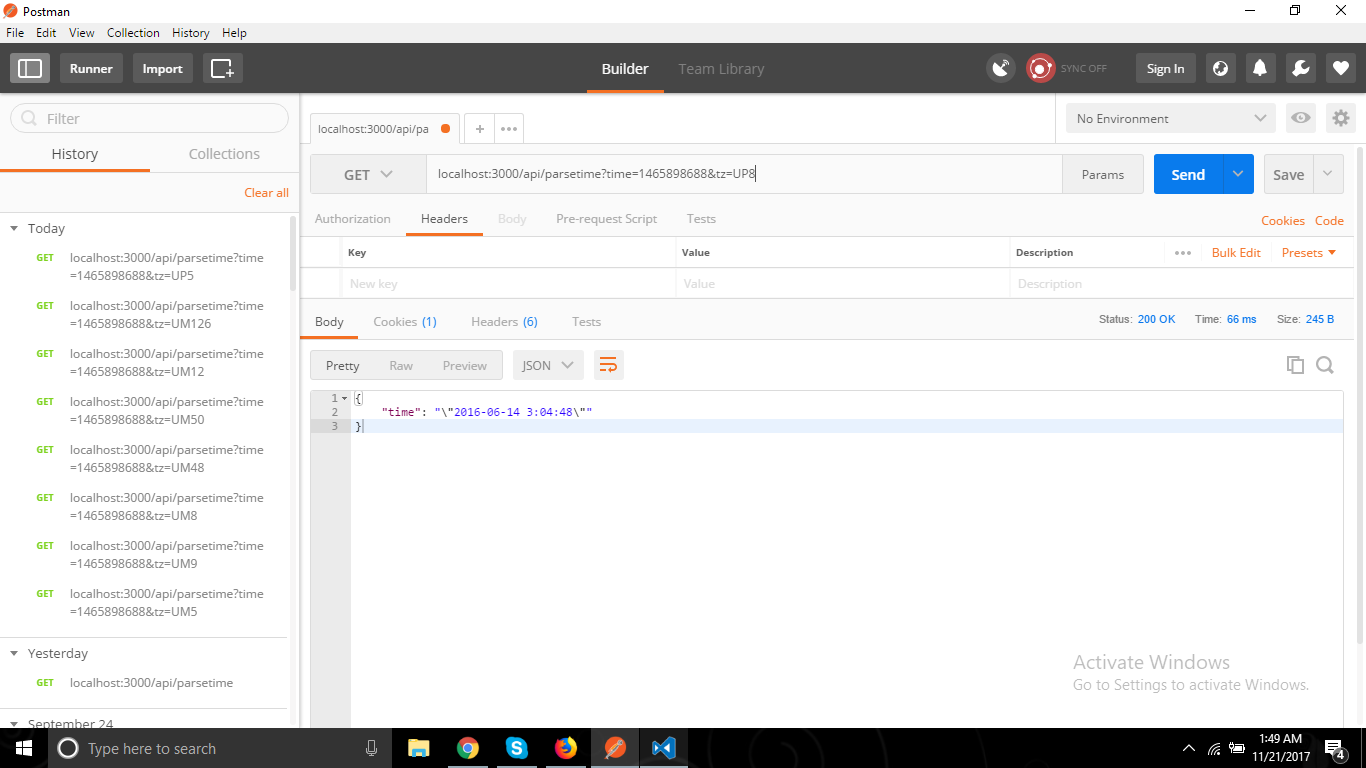 Postman
File Edit View Collection History Help
Runner Import Builder Team Library SYNC OFF Sign In
Filter
History Collections
Clear all
Today
GET localhost:3000/api/parsetime?time
=1465898688&tz=UP5
GET localhost:3000/api/parsetime?time
=1465898688&tz=UM126
GET localhost:3000/api/parsetime?time
=1465898688&tz=UM12
GET localhost:3000/api/parsetime?time
=1465898688&tz=UM50
GET localhost:3000/api/parsetime?time
=1465898688&tz=UM48
GET localhost:3000/api/parsetime?time
=1465898688&tz=UM8
GET localhost:3000/api/parsetime?time
=1465898688&tz=UM9
GET localhost:3000/api/parsetime?time
=1465898688&tz=UM5
Yesterday
GET localhost:3000/api/parsetime
September 24
localhost:3000/api/pa + ••• No Environment
GET localhost:3000/api/parsetime?time=1465898688&tz=UP8 Params Send Save
Authorization Headers Body Pre-request Script Tests Cookies Code
Key Value Description ••• Bulk Edit Presets
New key Value Description
Body Cookies (1) Headers (6) Tests Status: 200 OK Time: 66 ms Size: 245 B
Pretty Raw Preview JSON
1 {
2 "time": "\"2016-06-14 3:04:48\""
3 }
Activate Windows
Go to Settings to activate Windows.
Type here to search 1:49 AM
11/21/2017 4